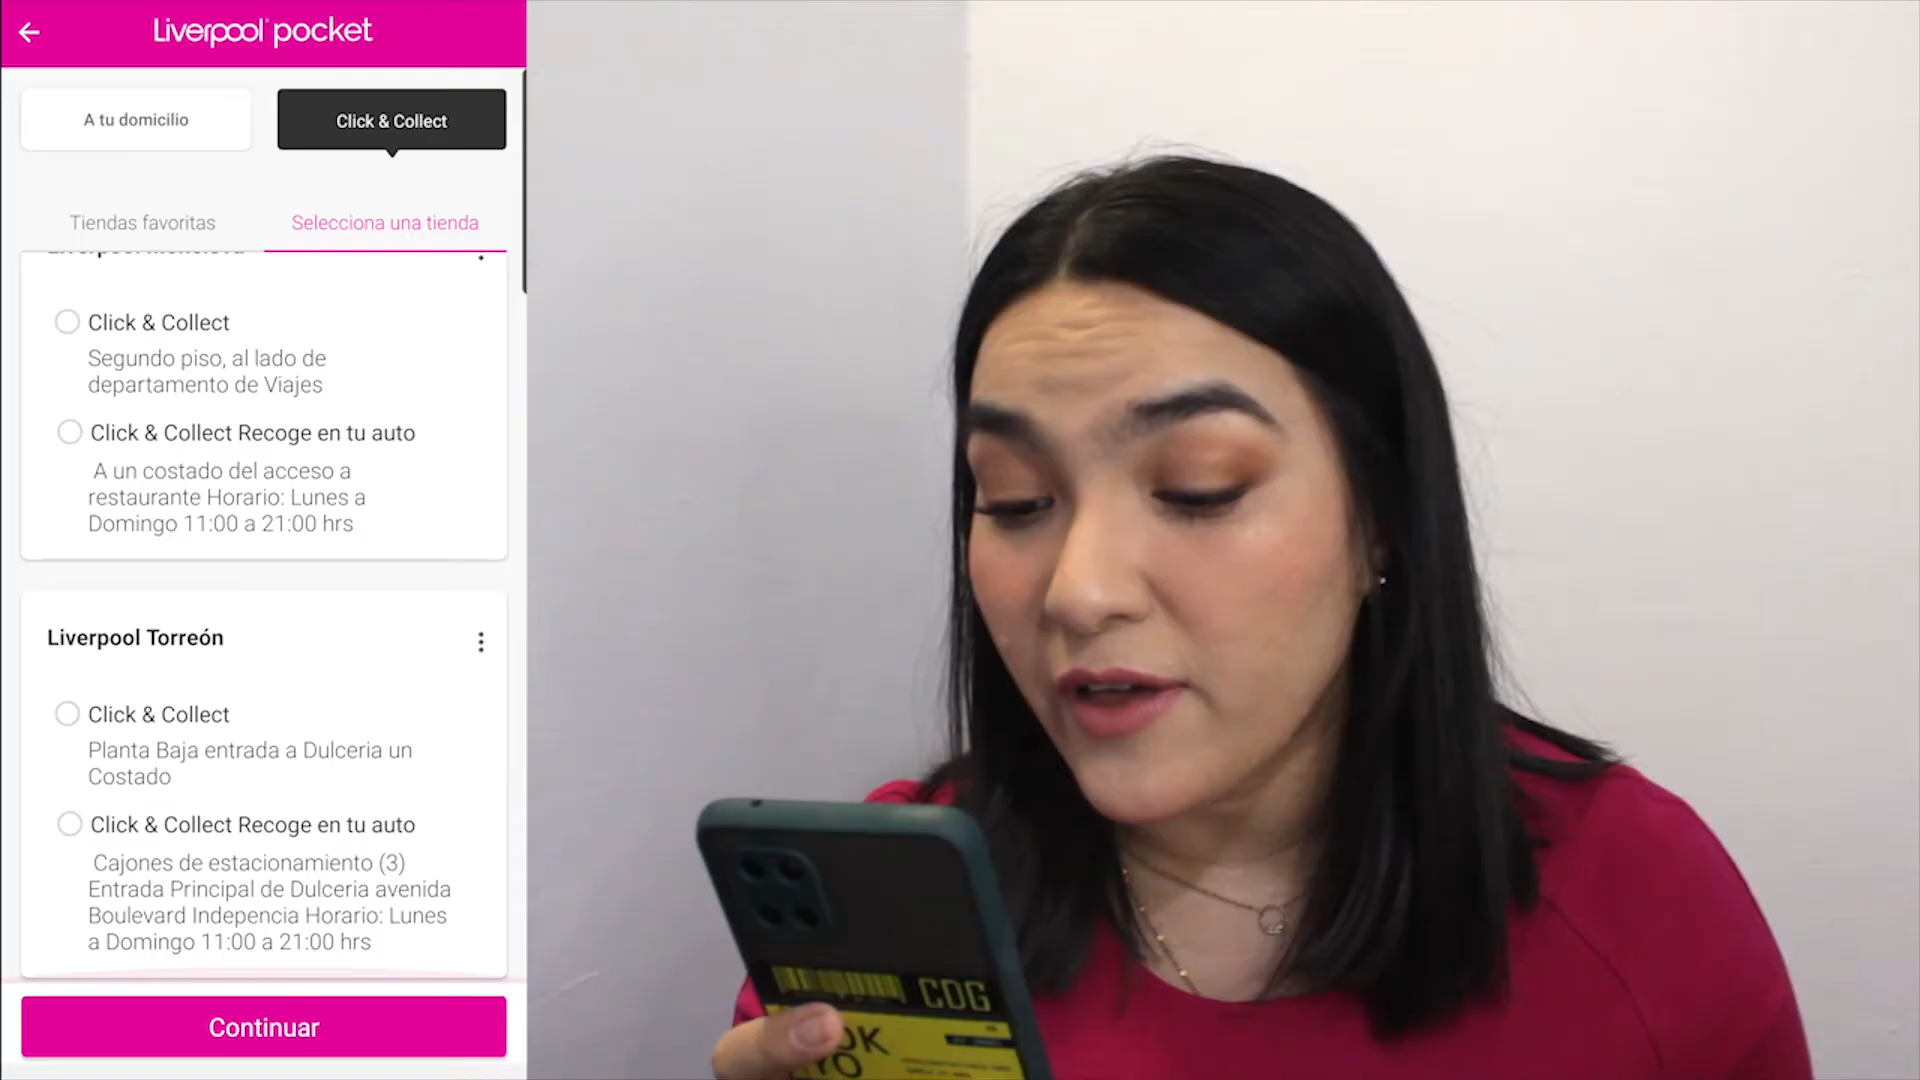 Liverpool pocket
A tu domicilio
Click & Collect
Tiendas favoritas
Selecciona una tienda
Click & Collect
Segundo piso, al lado de
departamento de Viajes
Click & Collect Recoge en tu auto
A un costado del acceso a
restaurante Horario: Lunes a
Domingo 11:00 a 21:00 hrs
Liverpool Torreón
Click & Collect
Planta Baja entrada a Dulceria un
Costado
Click & Collect Recoge en tu auto
Cajones de estacionamiento (3)
Entrada Principal de Dulceria avenida
Boulevard Indepencia Horario: Lunes
a Domingo 11:00 a 21:00 hrs
Continuar
CDG